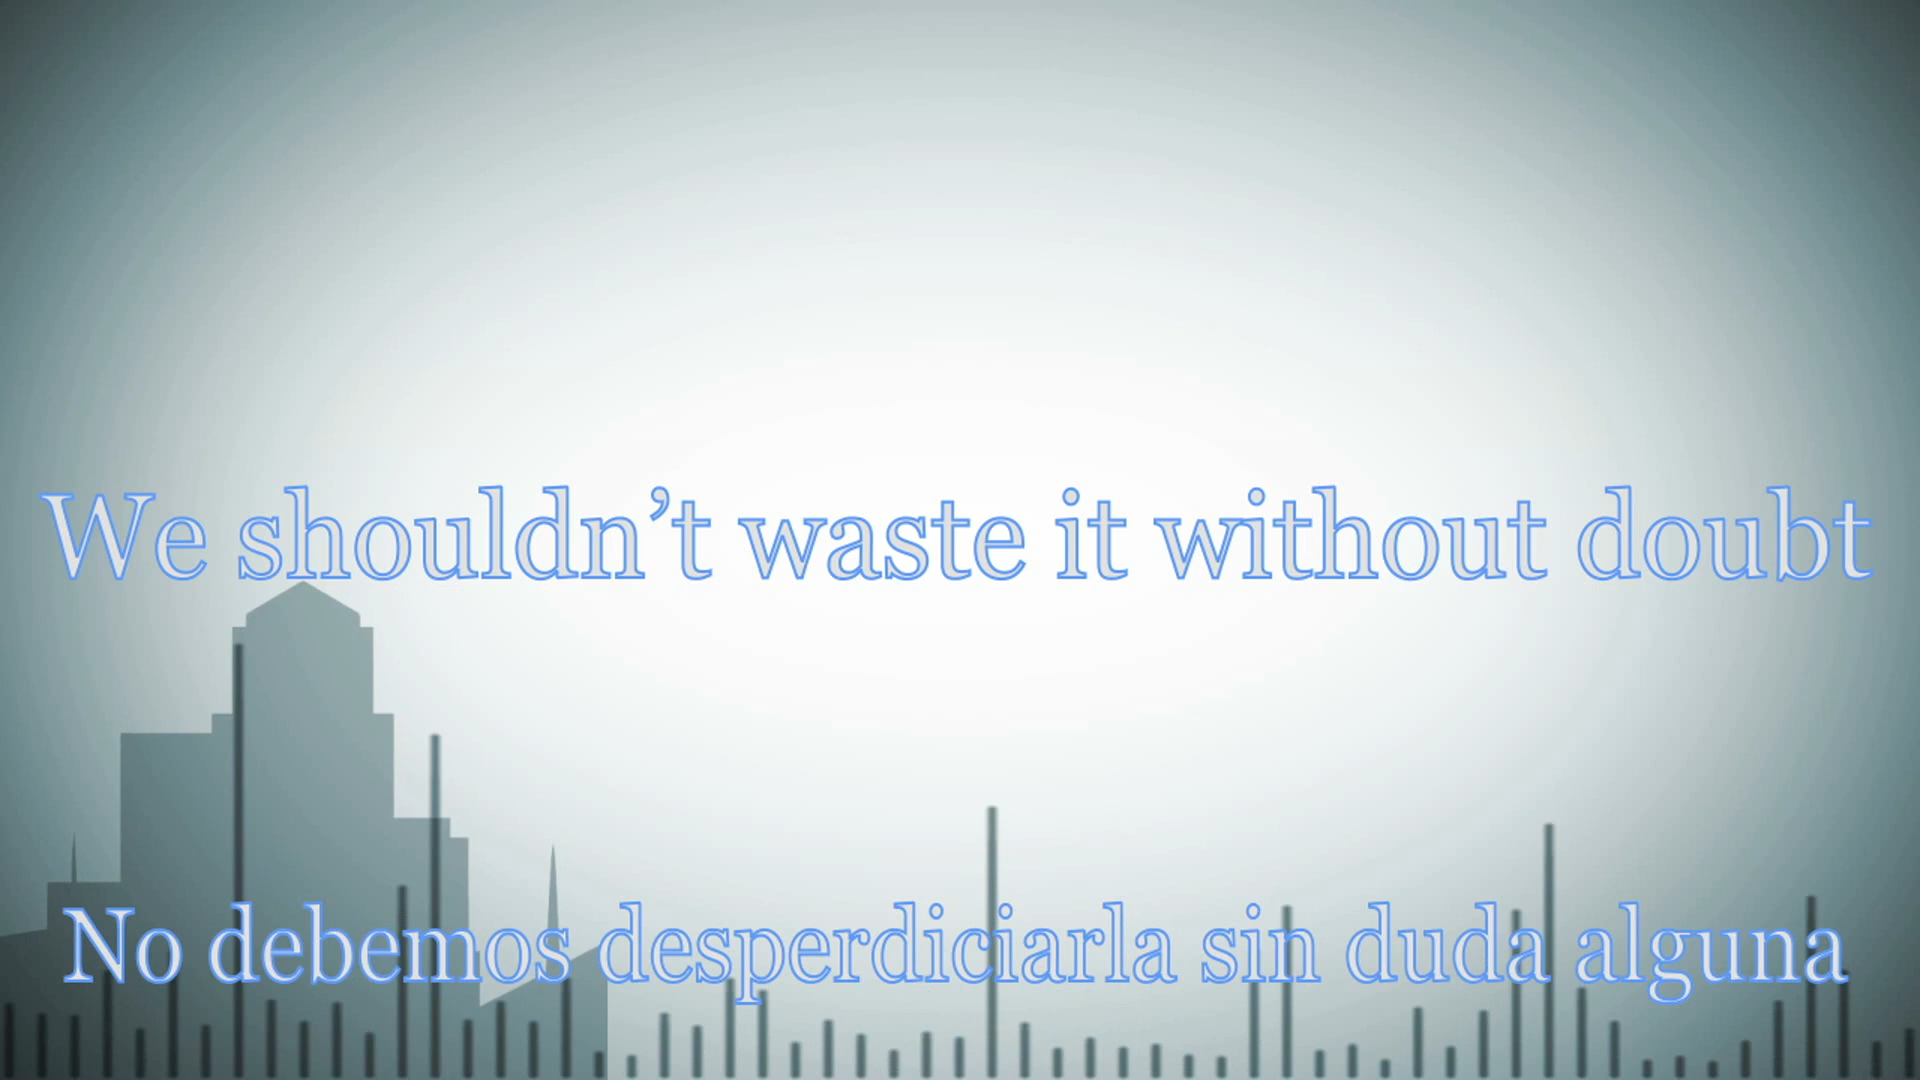 We shouldn’t waste it without doubt
No debemos desperdiciarla sin duda alguna